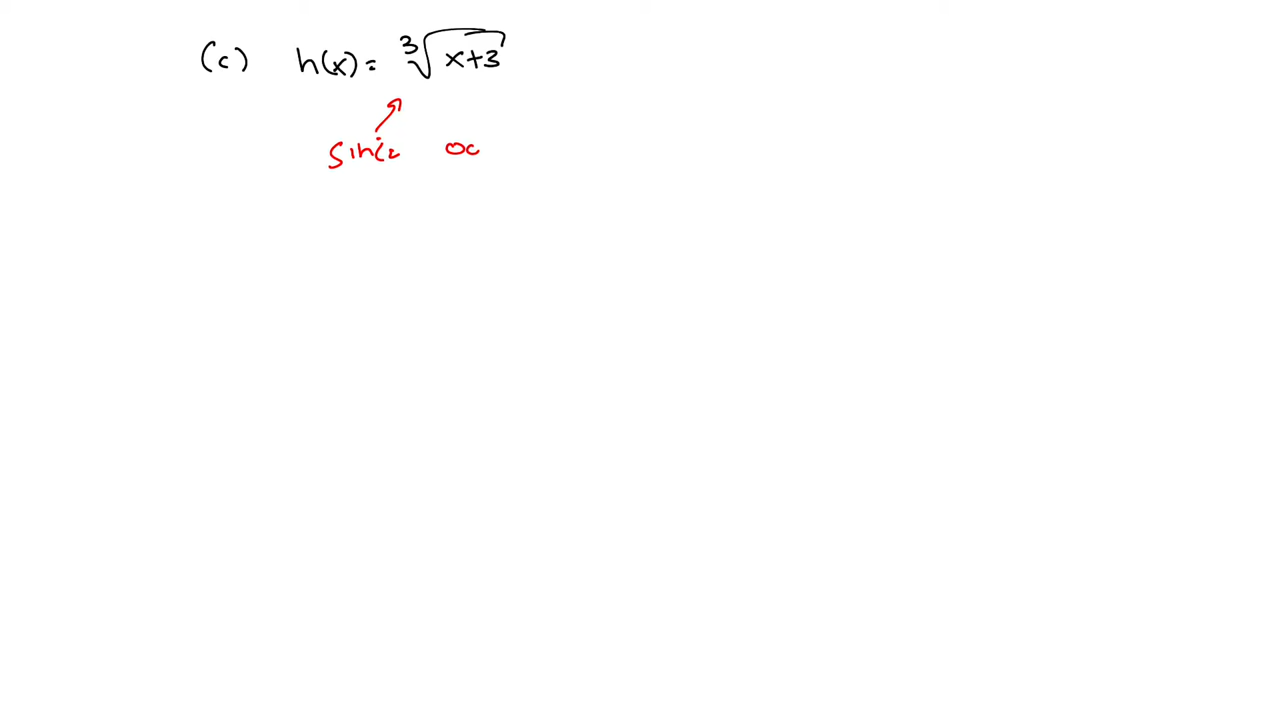 (c) h(x) = ∛(x+3)
since